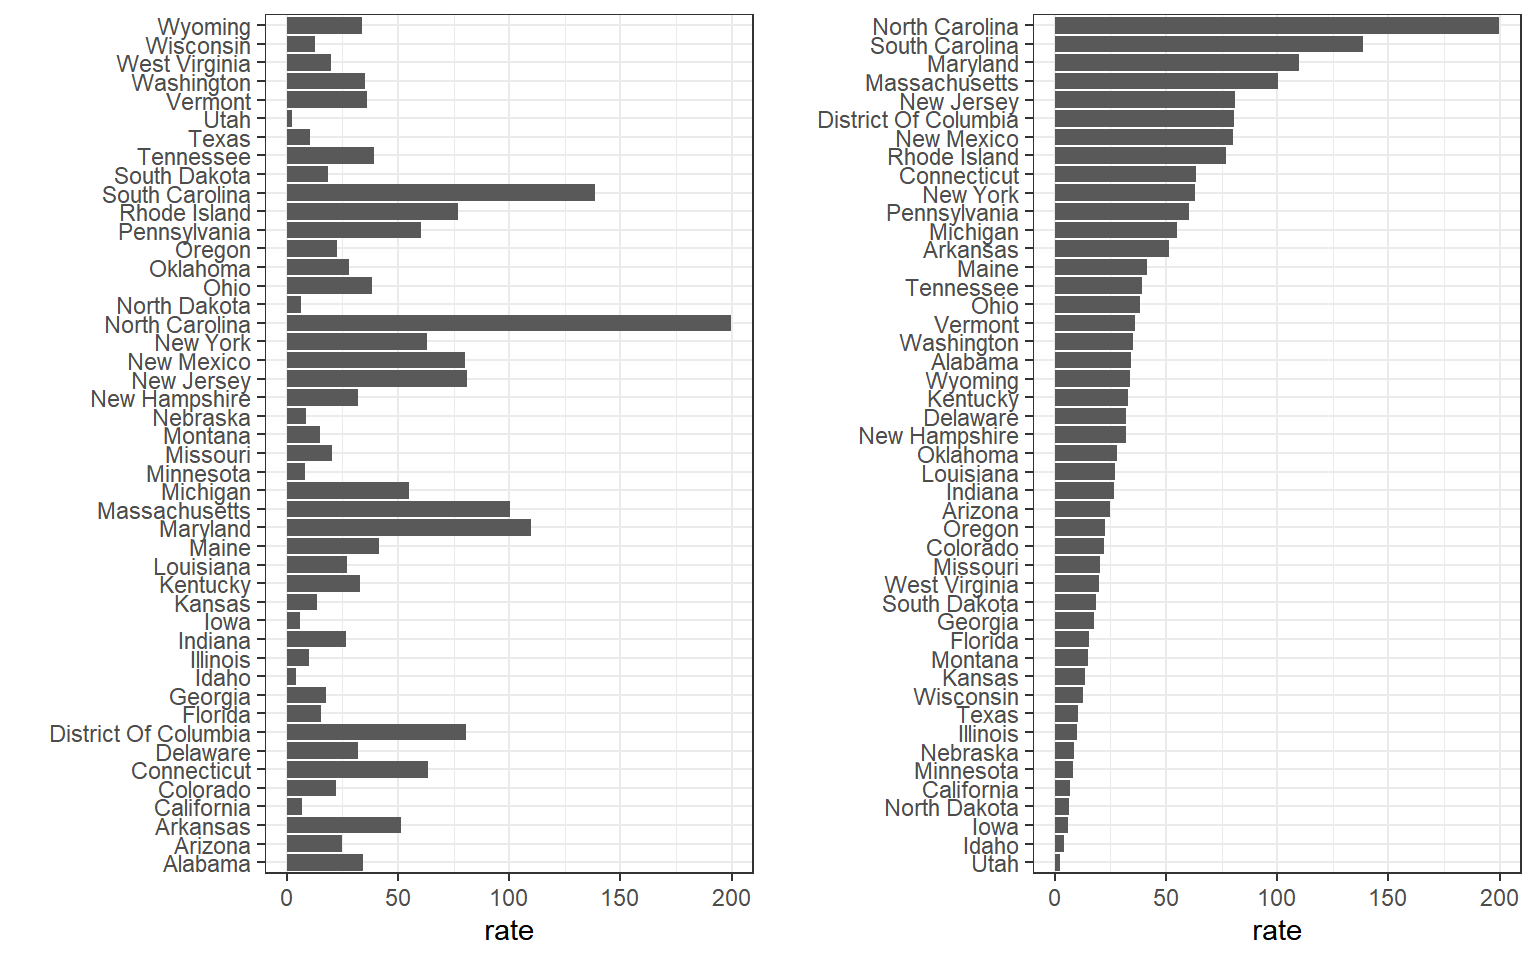 Wyoming
Wisconsin
West Virginia
Washington
Vermont
Utah
Texas
Tennessee
South Dakota
South Carolina
Rhode Island
Pennsylvania
Oregon
Oklahoma
Ohio
North Dakota
North Carolina
New York
New Mexico
New Jersey
New Hampshire
Nebraska
Montana
Missouri
Minnesota
Michigan
Massachusetts
Maryland
Maine
Louisiana
Kentucky
Kansas
Iowa
Indiana
Illinois
Idaho
Georgia
Florida
District Of Columbia
Delaware
Connecticut
Colorado
California
Arkansas
Arizona
Alabama
0 50 100 150 200
rate
North Carolina
South Carolina
Maryland
Massachusetts
New Jersey
District Of Columbia
New Mexico
Rhode Island
Connecticut
New York
Pennsylvania
Michigan
Arkansas
Maine
Tennessee
Ohio
Vermont
Washington
Alabama
Wyoming
Kentucky
Delaware
New Hampshire
Oklahoma
Louisiana
Indiana
Arizona
Oregon
Colorado
Missouri
West Virginia
South Dakota
Georgia
Florida
Montana
Kansas
Wisconsin
Texas
Illinois
Nebraska
Minnesota
California
North Dakota
Iowa
Idaho
Utah
0 50 100 150 200
rate